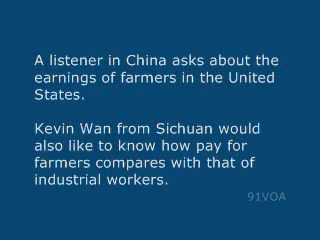 A listener in China asks about the
earnings of farmers in the United
States.
Kevin Wan from Sichuan would
also like to know how pay for
farmers compares with that of
industrial workers.
91VOA